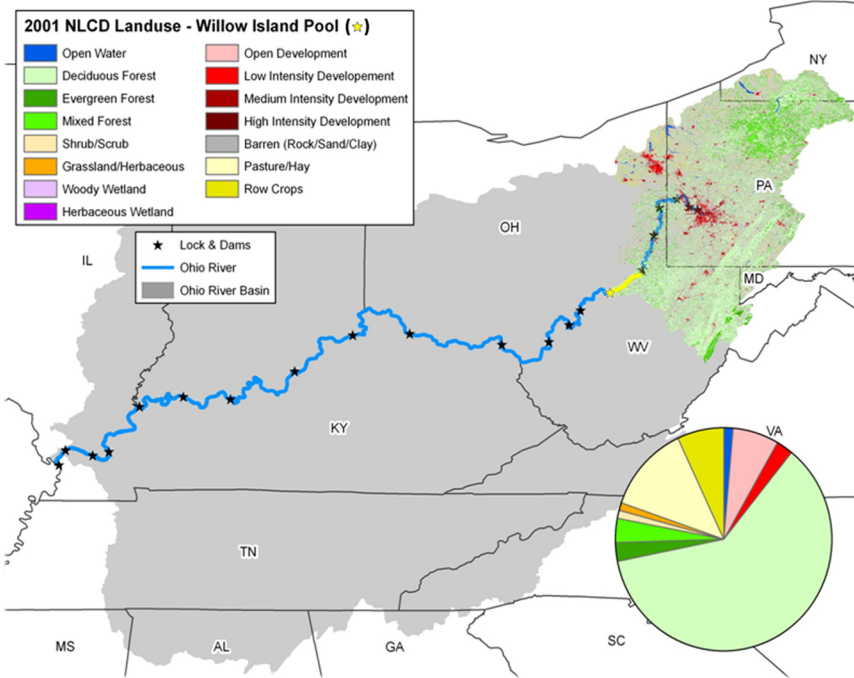 2001 NLCD Landuse - Willow Island Pool (☆)
Open Water
Open Development
Deciduous Forest
Low Intensity Developement
Evergreen Forest
Medium Intensity Development
Mixed Forest
High Intensity Development
Shrub/Scrub
Barren (Rock/Sand/Clay)
Grassland/Herbaceous
Pasture/Hay
Woody Wetland
Row Crops
Herbaceous Wetland
NY
PA
OH
Lock & Dams
IL
Ohio River
MD
Ohio River Basin
WV
KY
VA
TN
MS
AL
GA
SC